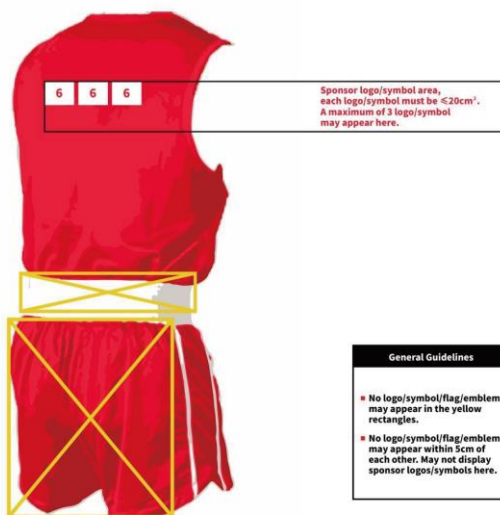 6 6 6
Sponsor logo/symbol area,
each logo/symbol must be ≤20cm².
A maximum of 3 logo/symbol
may appear here.
General Guidelines
No logo/symbol/flag/emblem
may appear in the yellow
rectangles.
No logo/symbol/flag/emblem
may appear within 5cm of
each other. May not display
sponsor logos/symbols here.